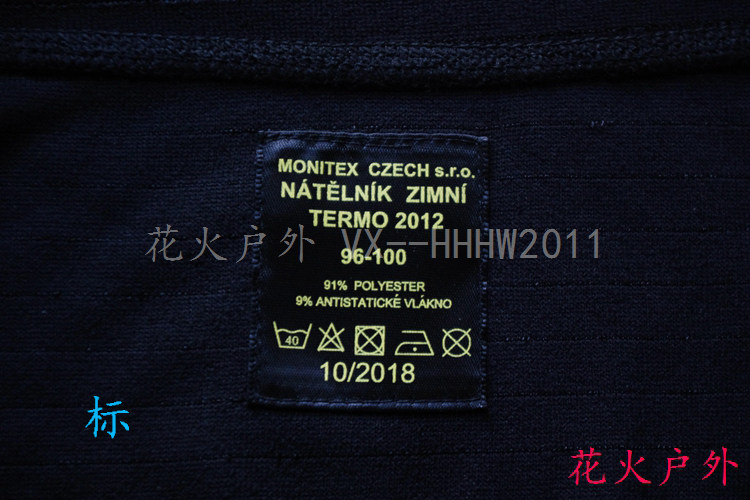 MONITEX CZECH s.r.o.
NÁTĚLNÍK ZIMNÍ
TERMO 2012
花火户外 VX--HHHW2011
96-100
91% POLYESTER
9% ANTISTATICKÉ VLÁKNO
40
10/2018
标
花火户外